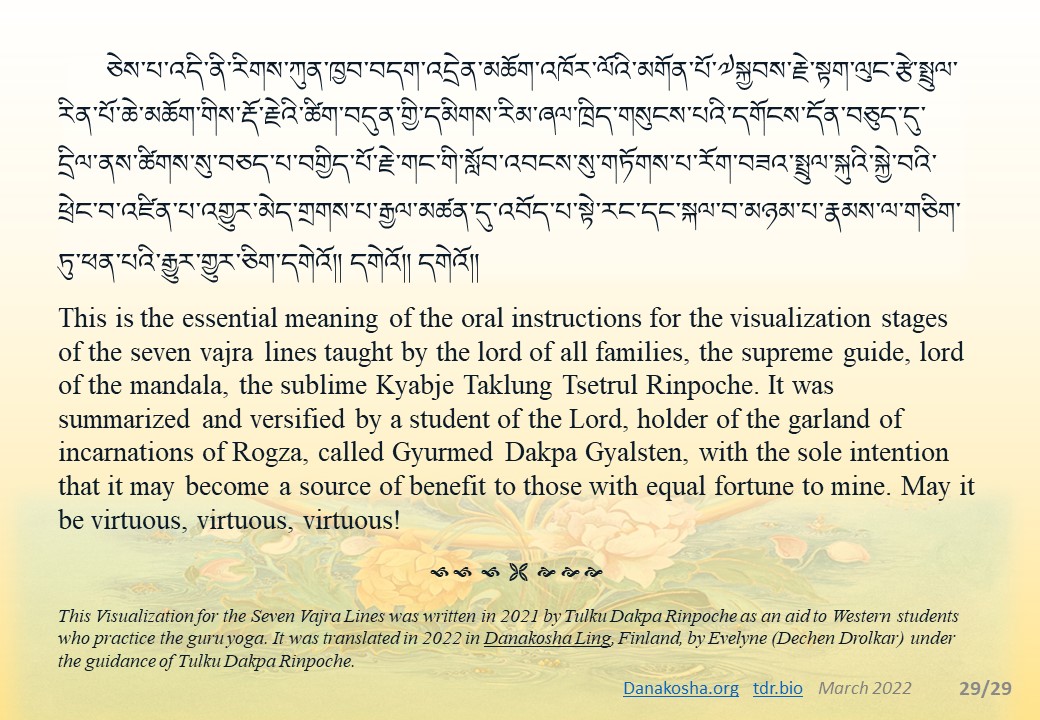 ཅེས་པ་འདི་ནི་རིགས་ཀུན་ཁྱབ་བདག་འདྲེན་མཆོག་འཁོར་ལོའི་མགོན་པོ་༧སྐྱབས་རྗེ་སྟག་ལུང་རྩེ་སྤྲུལ་
རིན་པོ་ཆེ་མཆོག་གིས་རྡོ་རྗེའི་ཚིག་བདུན་གྱི་དམིགས་རིམ་ཞལ་ཁྲིད་གསུངས་པའི་དགོངས་དོན་བཅུད་དུ་
དྲིལ་ནས་ཚིགས་སུ་བཅད་པ་བགྱིད་པོ་རྗེ་གང་གི་སློབ་འབངས་སུ་གཏོགས་པ་རོག་བཟའ་སྤྲུལ་སྐུའི་སྐྱེ་བའི་
ཕྲེང་བ་འཛིན་པ་འགྱུར་མེད་གྲགས་པ་རྒྱལ་མཚན་དུ་འབོད་པ་སྟེ་རང་དང་སྐལ་བ་མཉམ་པ་རྣམས་ལ་གཅིག་
ཏུ་ཕན་པའི་རྒྱུར་གྱུར་ཅིག་དགེའོ།། དགེའོ།། དགེའོ།།
This is the essential meaning of the oral instructions for the visualization stages
of the seven vajra lines taught by the lord of all families, the supreme guide, lord
of the mandala, the sublime Kyabje Taklung Tsetrul Rinpoche. It was
summarized and versified by a student of the Lord, holder of the garland of
incarnations of Rogza, called Gyurmed Dakpa Gyalsten, with the sole intention
that it may become a source of benefit to those with equal fortune to mine. May it
be virtuous, virtuous, virtuous!
This Visualization for the Seven Vajra Lines was written in 2021 by Tulku Dakpa Rinpoche as an aid to Western students
who practice the guru yoga. It was translated in 2022 in Danakosha Ling, Finland, by Evelyne (Dechen Drolkar) under
the guidance of Tulku Dakpa Rinpoche.
Danakosha.org tdr.bio March 2022 29/29